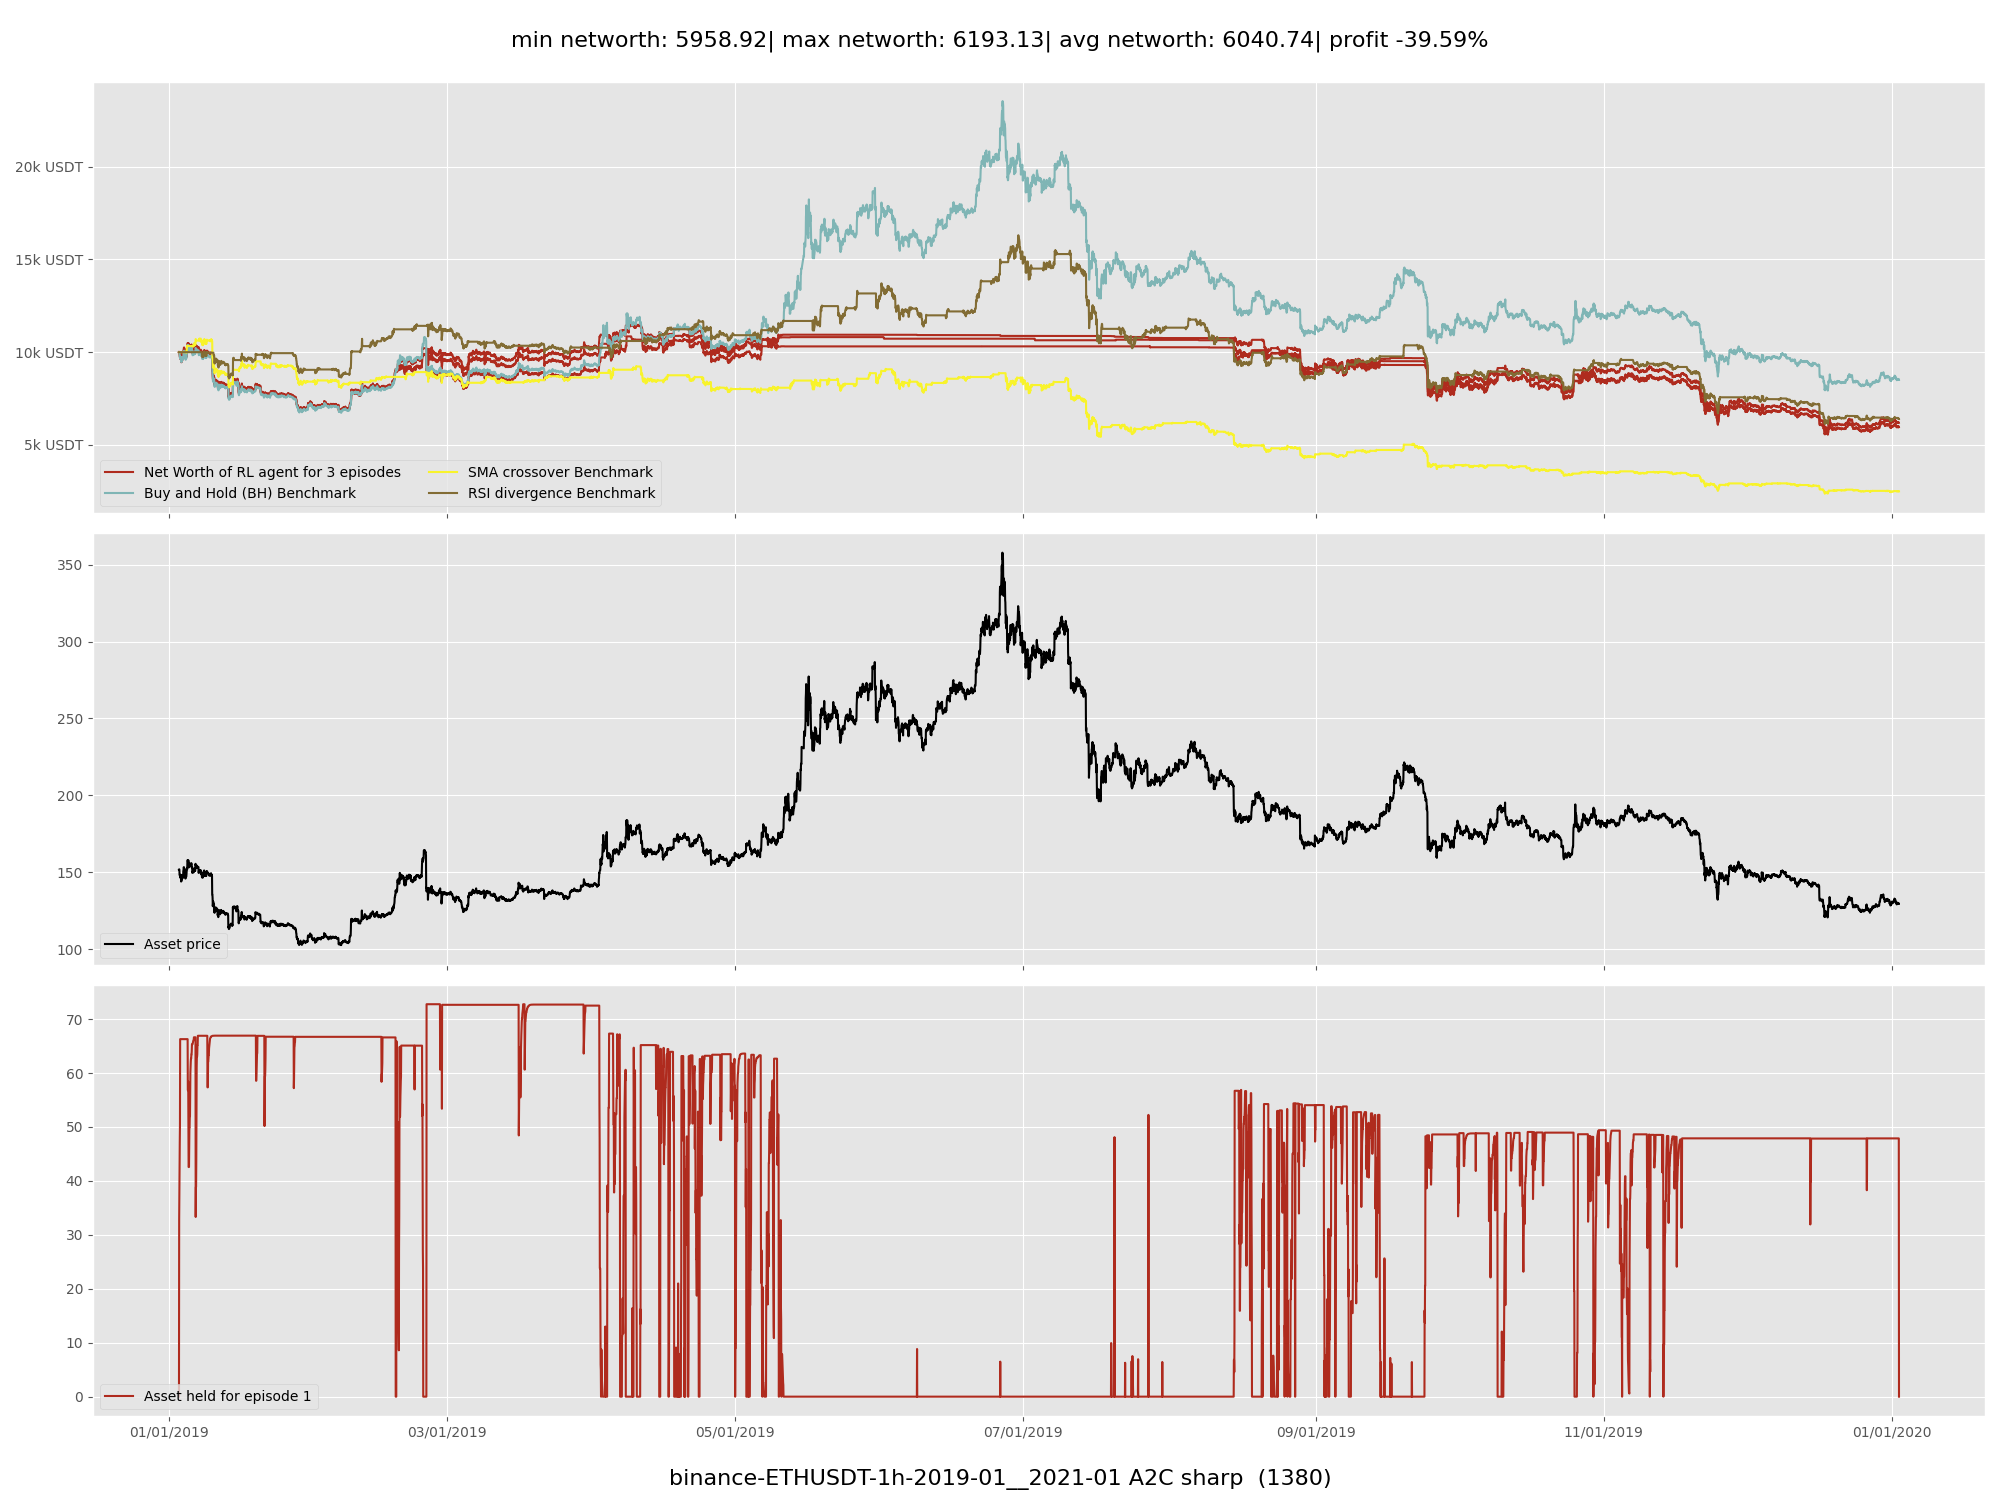 min networth: 5958.92| max networth: 6193.13| avg networth: 6040.74| profit -39.59%
20k USDT
15k USDT
10k USDT
5k USDT
Net Worth of RL agent for 3 episodes
Buy and Hold (BH) Benchmark
SMA crossover Benchmark
RSI divergence Benchmark
350
300
250
200
150
100
Asset price
70
60
50
40
30
20
10
0
Asset held for episode 1
01/01/2019 03/01/2019 05/01/2019 07/01/2019 09/01/2019 11/01/2019 01/01/2020
binance-ETHUSDT-1h-2019-01__2021-01 A2C sharp (1380)